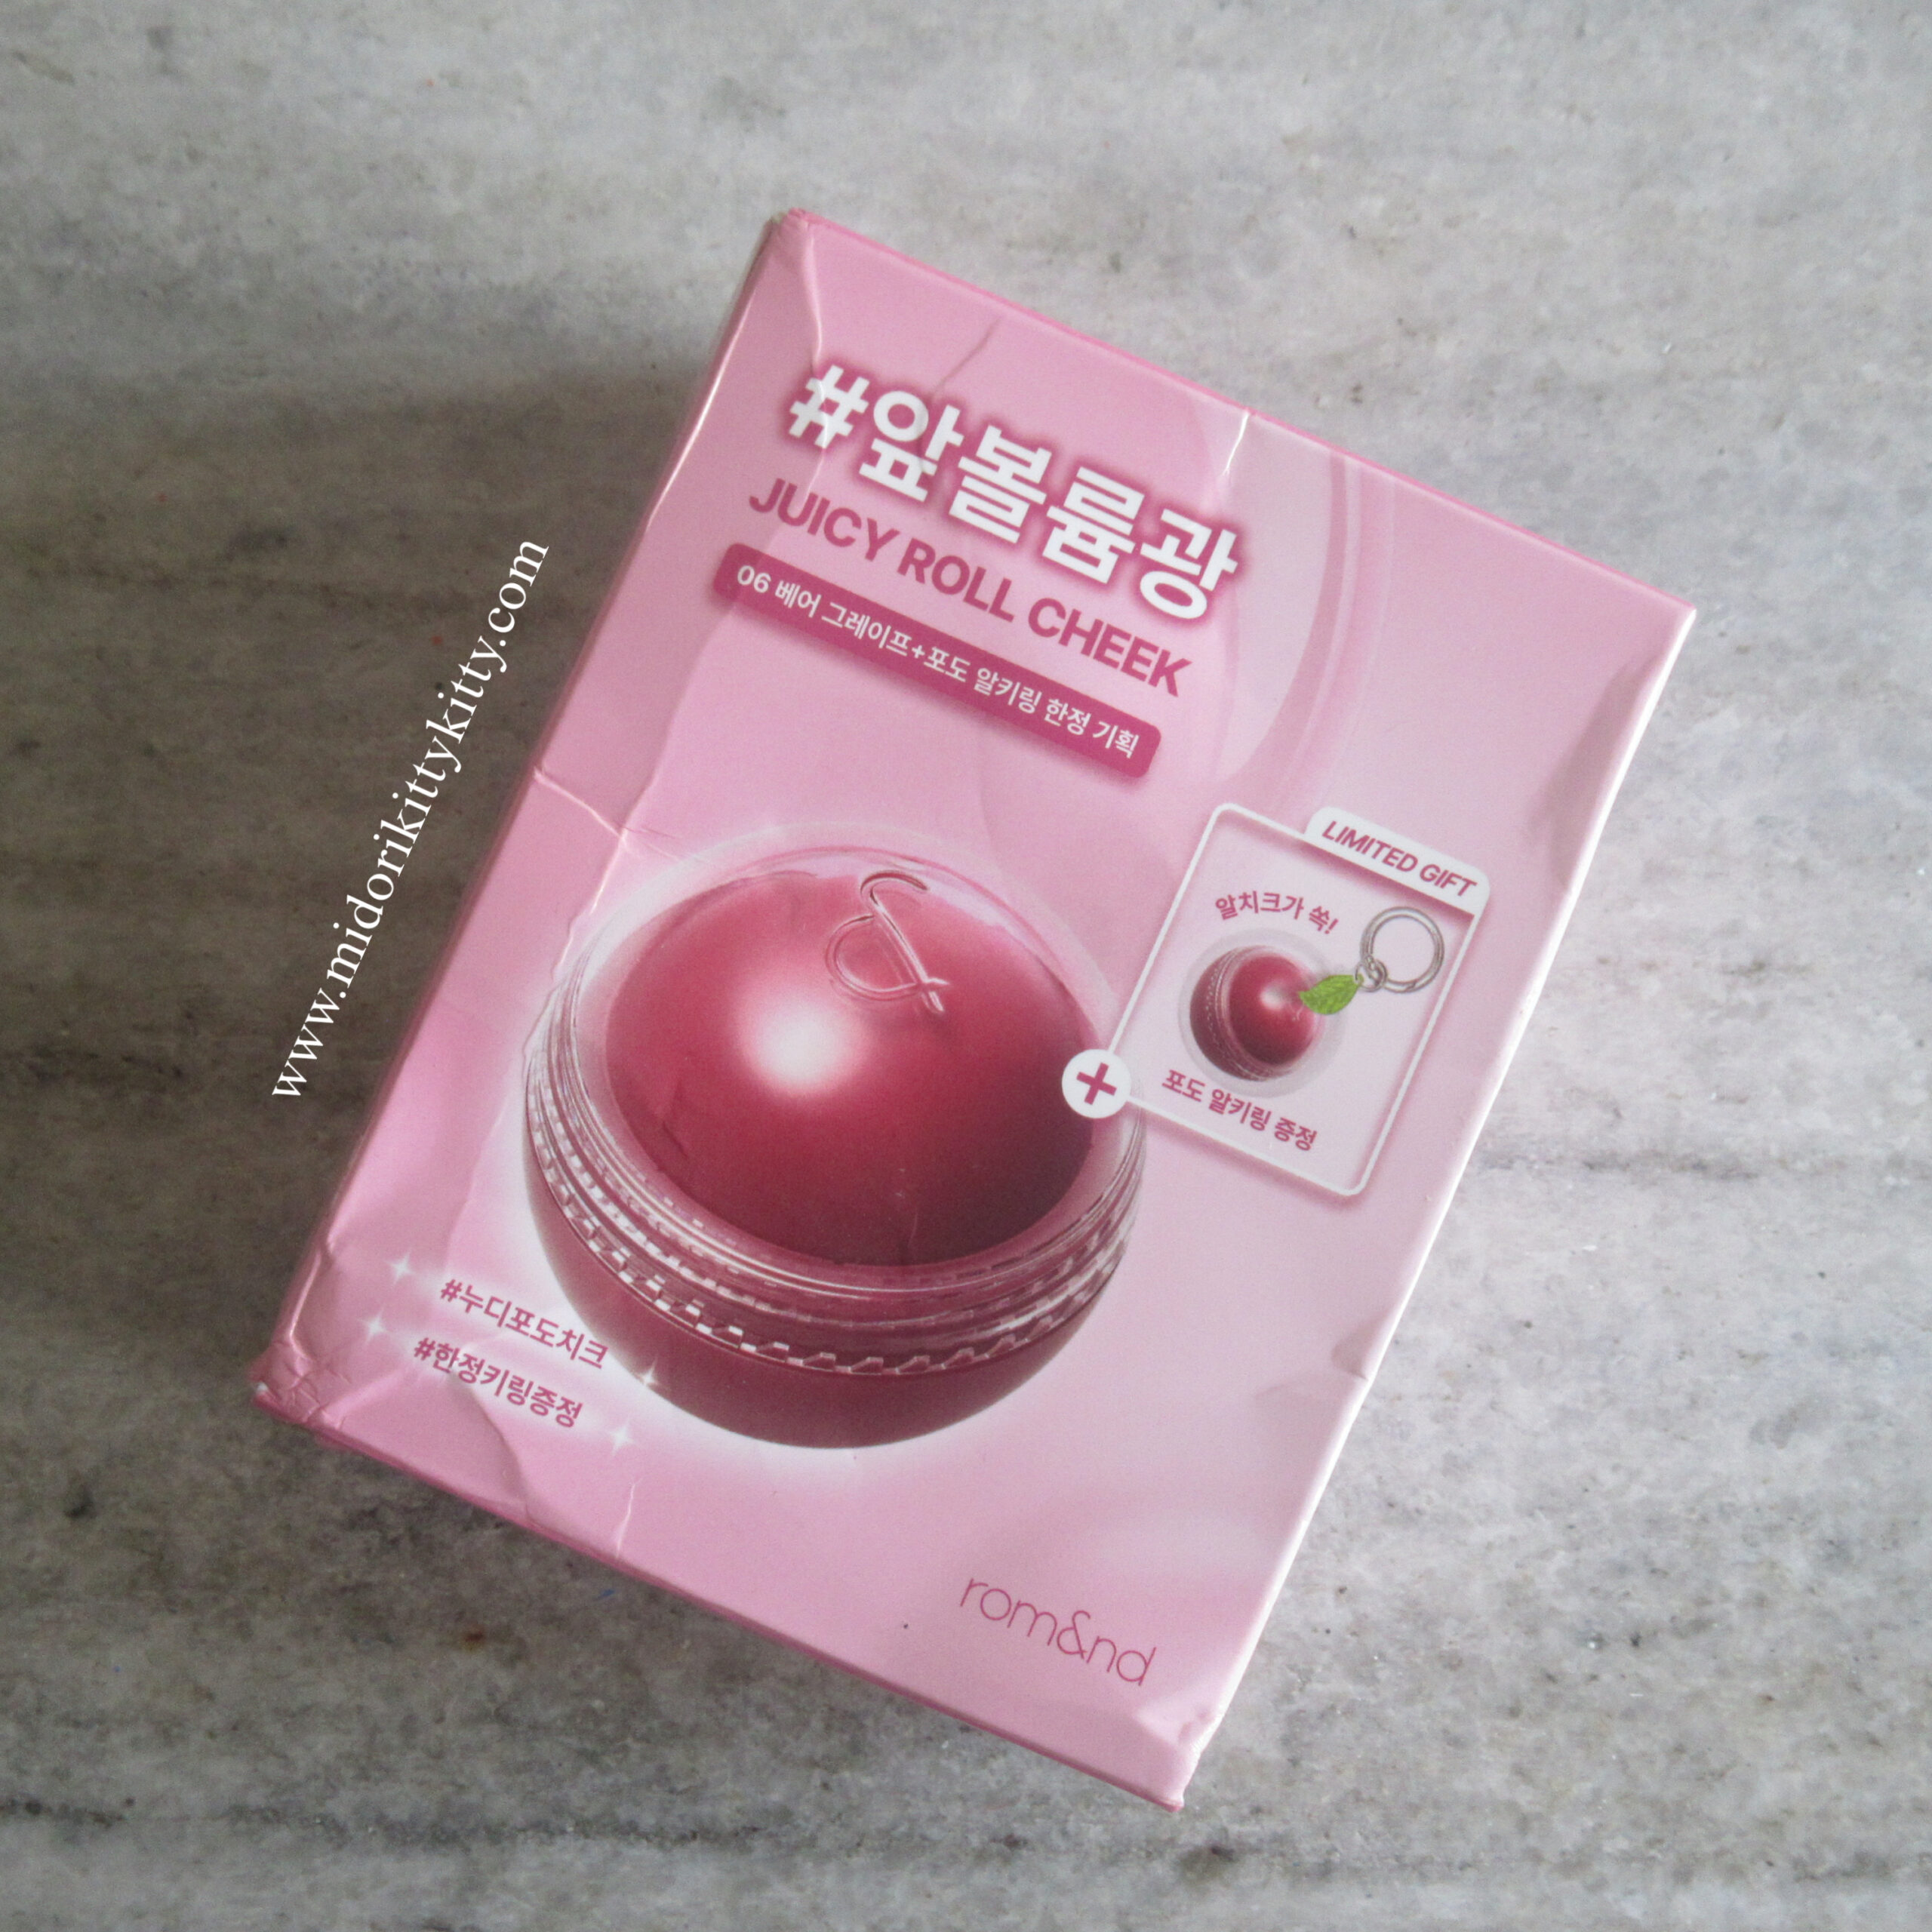 #앞볼륨광
JUICY ROLL CHEEK
06 베어 그레이프+포도 알키링 한정 기획
LIMITED GIFT
알치크가 쏙!
+
포도 알키링 증정
#누디포도치크
#한정키링증정
rom&nd
www.midorikittykitty.com